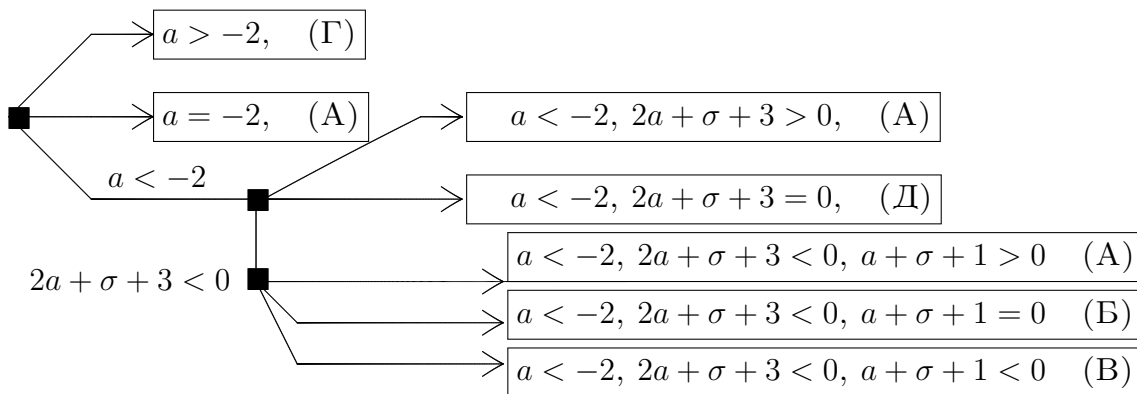 a > −2, (Г)
a = −2, (А)
a < −2, 2a + σ + 3 > 0, (А)
a < −2
a < −2, 2a + σ + 3 = 0, (Д)
a < −2, 2a + σ + 3 < 0, a + σ + 1 > 0 (А)
2a + σ + 3 < 0
a < −2, 2a + σ + 3 < 0, a + σ + 1 = 0 (Б)
a < −2, 2a + σ + 3 < 0, a + σ + 1 < 0 (В)